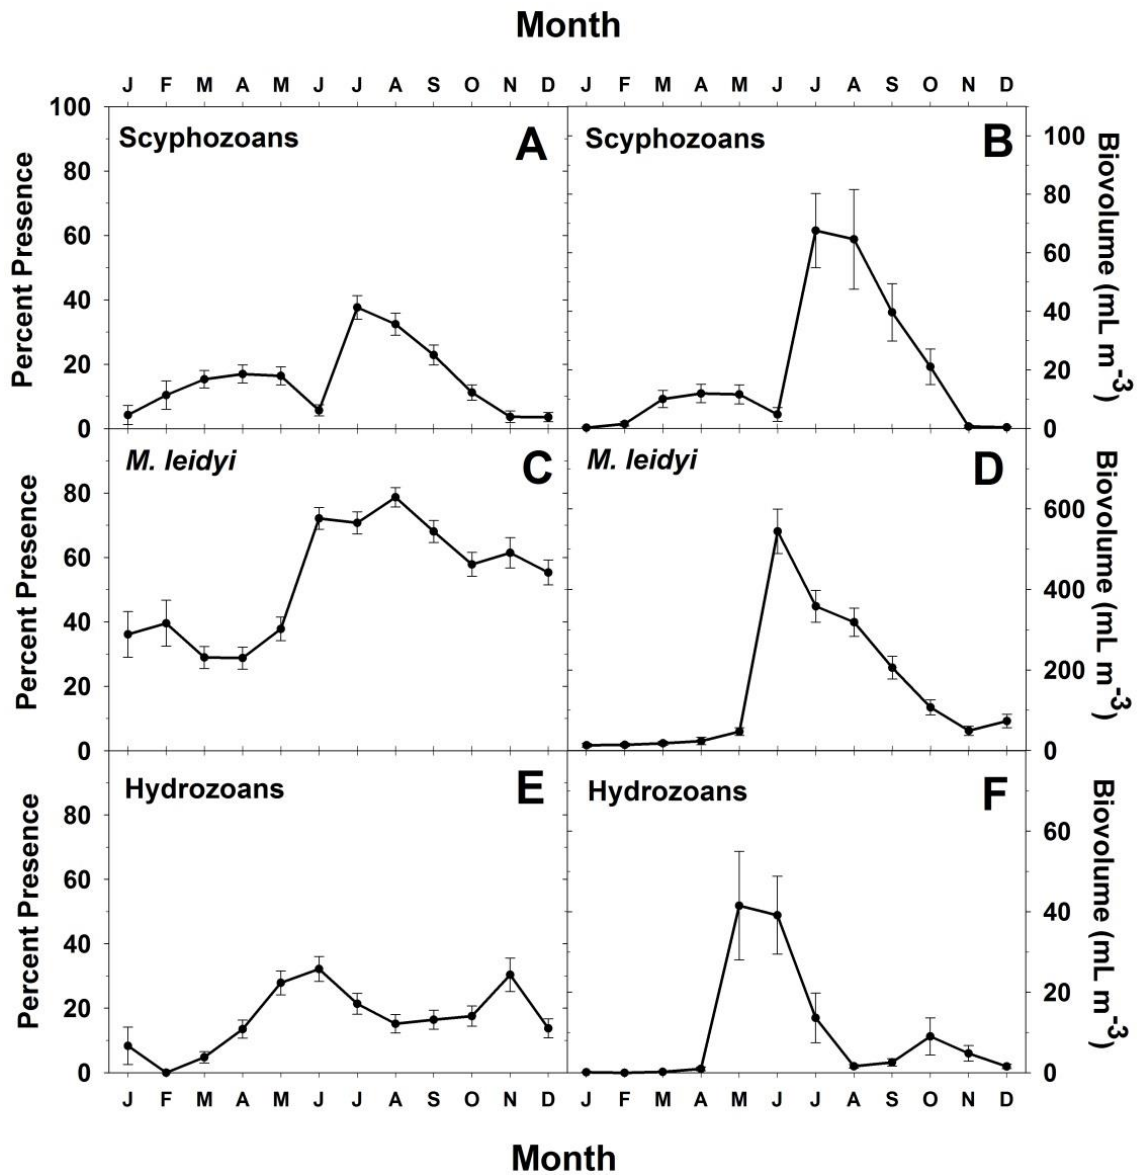 Month
J F M A M J J A S O N D J F M A M J J A S O N D
Scyphozoans A Scyphozoans B
Percent Presence
100
80
60
40
20
0
100
80
60
40
20
0
Biovolume (mL m-3)
M. leidyi C M. leidyi D
Percent Presence
80
60
40
20
0
600
400
200
0
Biovolume (mL m-3)
Hydrozoans E Hydrozoans F
Percent Presence
80
60
40
20
0
60
40
20
0
Biovolume (mL m-3)
J F M A M J J A S O N D J F M A M J J A S O N D
Month